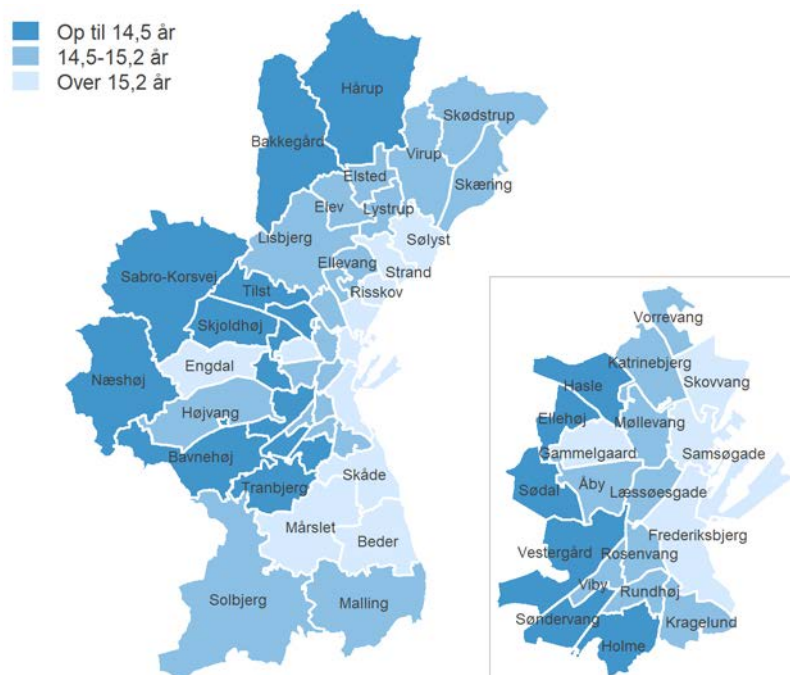 Op til 14,5 år
14,5-15,2 år
Over 15,2 år
Hårup
Bakkegård
Skødstrup
Virup
Elsted
Skæring
Elev
Lystrup
Lisbjerg
Sølyst
Ellevang
Strand
Sabro-Korsvej
Tilst
Risskov
Skjoldhøj
Engdal
Næshøj
Højvang
Bavnehøj
Skåde
Tranbjerg
Mårslet
Beder
Solbjerg
Malling
Vorrevang
Katrinebjerg
Hasle
Skovvang
Ellehøj
Møllevang
Gammelgaard
Samsøgade
Sødal
Åby
Læssøesgade
Frederiksbjerg
Vestergård
Rosenvang
Viby
Rundhøj
Søndervang
Kragelund
Holme